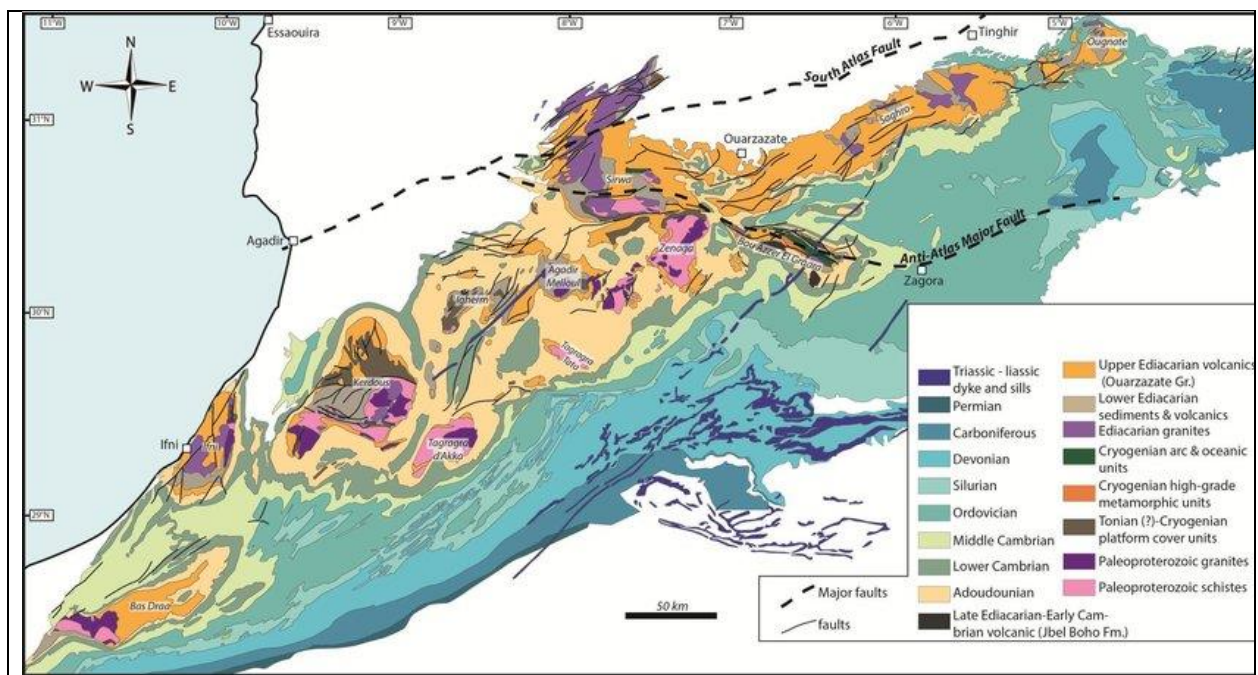 11°W
10°W
9°W
8°W
7°W
6°W
5°W
Essaouira
N
W
E
S
Tinghir
Ougnate
South Atlas Fault
31°N
Saghro
Ouarzazate
Sirwa
Agadir
Zenaga
Bou Azzer El Graara
Anti-Atlas Major Fault
Zagora
Agadir
Melloul
Igherm
30°N
Tagragra
Tata
Kerdous
Ifni
Ifni
Tagragra
d'Akka
29°N
Bas Draa
50 km
Major faults
faults
Triassic - liassic
dyke and sills
Permian
Carboniferous
Devonian
Silurian
Ordovician
Middle Cambrian
Lower Cambrian
Adoudounian
Late Ediacarian-Early Cam-
brian volcanic (Jbel Boho Fm.)
Upper Ediacarian volcanics
(Ouarzazate Gr.)
Lower Ediacarian
sediments & volcanics
Ediacarian granites
Cryogenian arc & oceanic
units
Cryogenian high-grade
metamorphic units
Tonian (?)-Cryogenian
platform cover units
Paleoproterozoic granites
Paleoproterozoic schistes